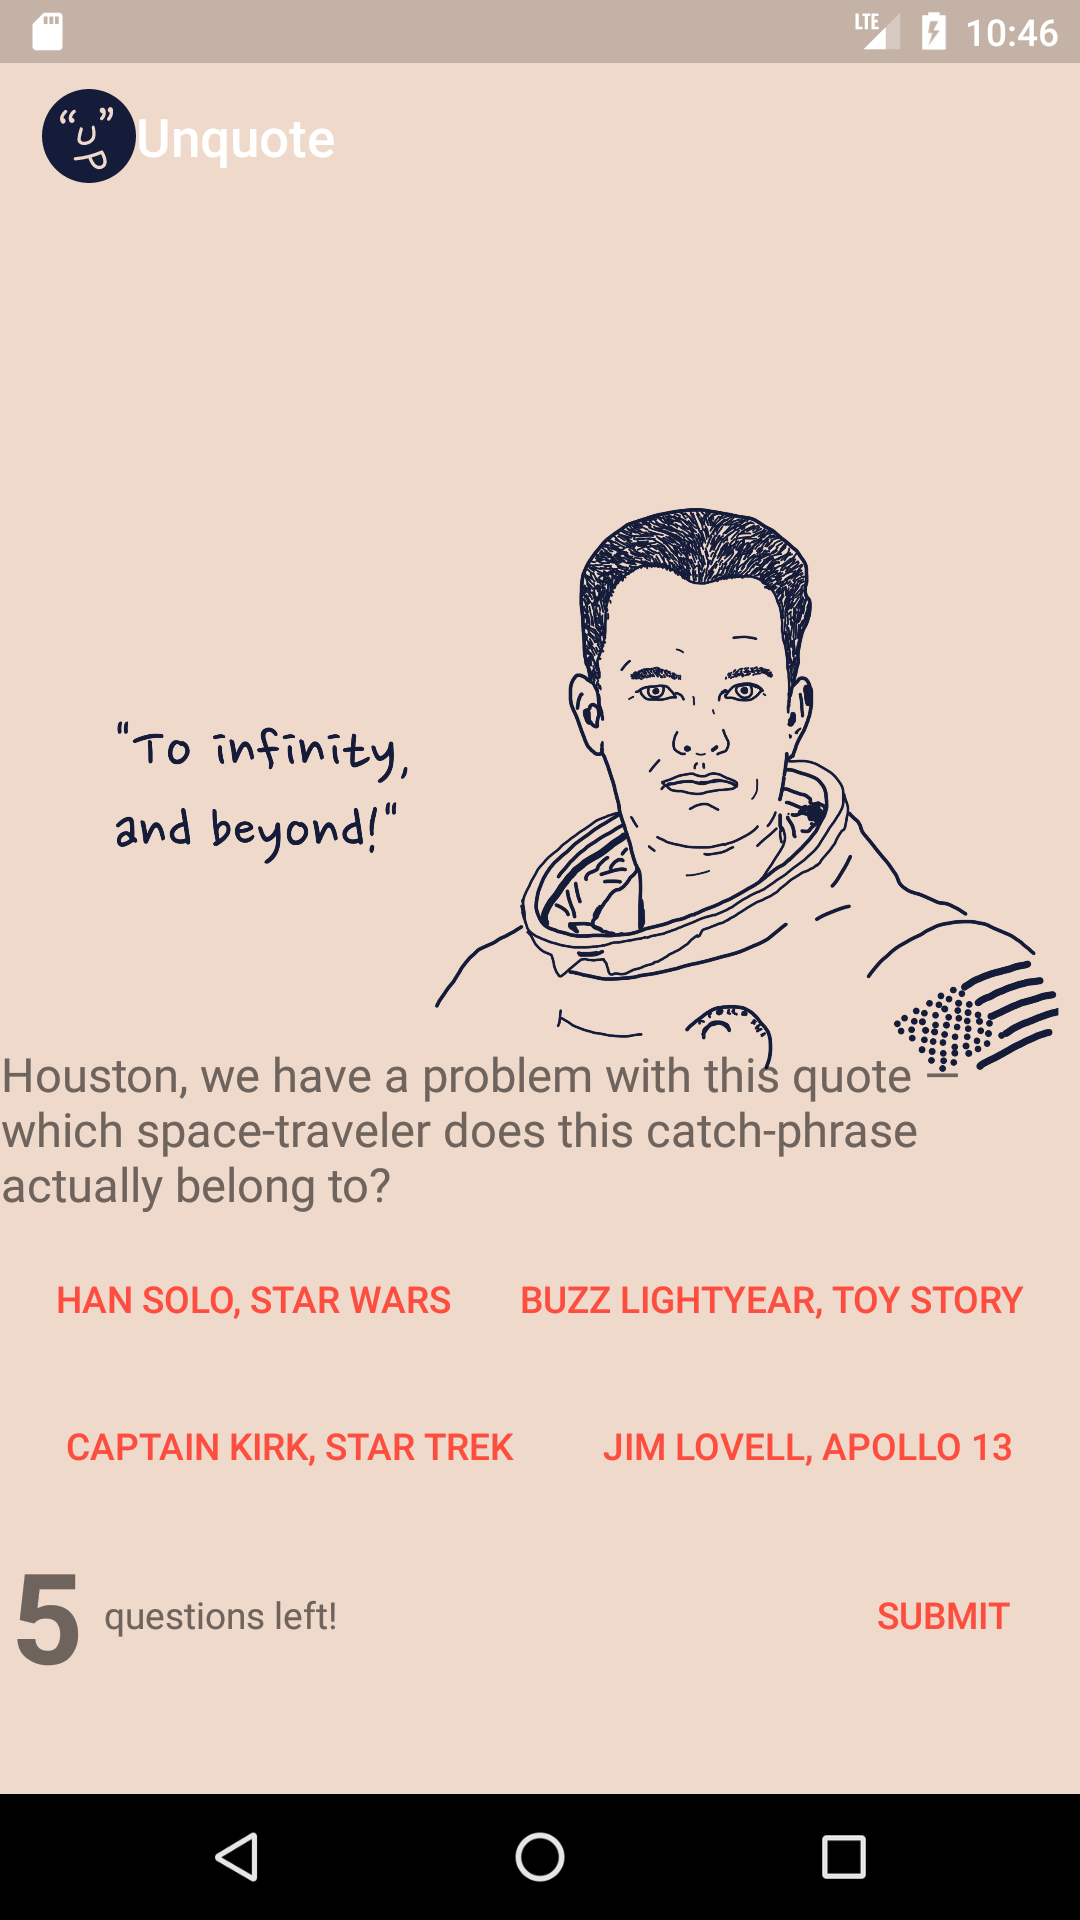 LTE 10:46
Unquote
"To infinity,
and beyond!"
Houston, we have a problem with this quote –
which space-traveler does this catch-phrase
actually belong to?
HAN SOLO, STAR WARS BUZZ LIGHTYEAR, TOY STORY
CAPTAIN KIRK, STAR TREK JIM LOVELL, APOLLO 13
5 questions left! SUBMIT